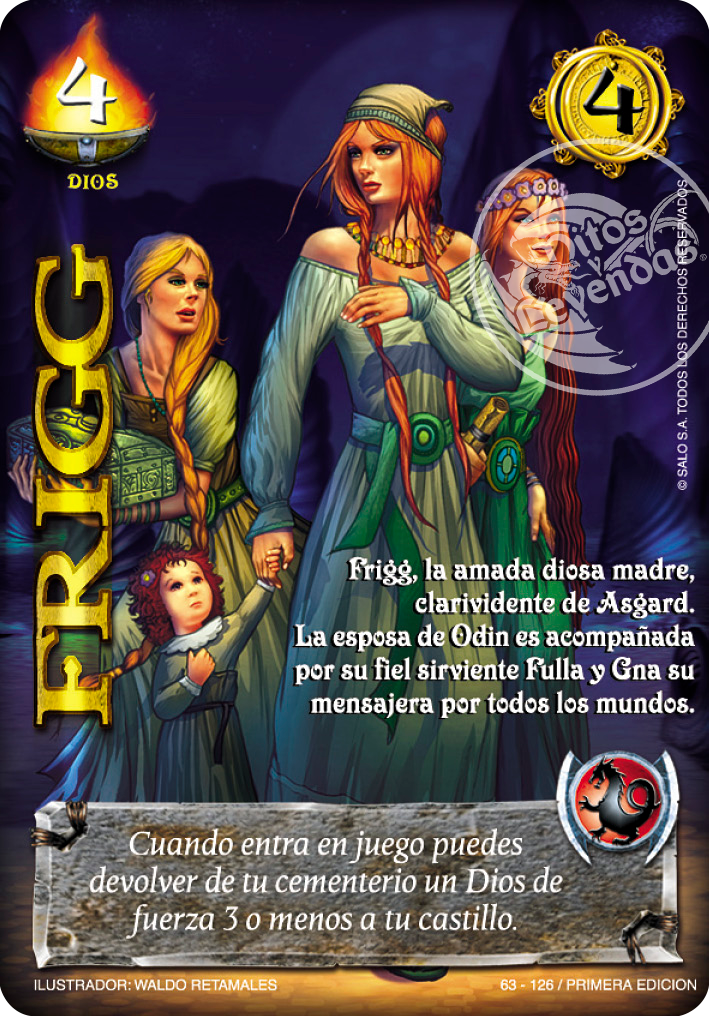 4
4
DIOS
Mitos
y
Leyendas
®
© SALO S.A. TODOS LOS DERECHOS RESERVADOS
FRIGG
Frigg, la amada diosa madre,
clarividente de Asgard.
La esposa de Odin es acompañada
por su fiel sirviente Fulla y Gna su
mensajera por todos los mundos.
Cuando entra en juego puedes
devolver de tu cementerio un Dios de
fuerza 3 o menos a tu castillo.
ILUSTRADOR: WALDO RETAMALES
63 - 126 / PRIMERA EDICION